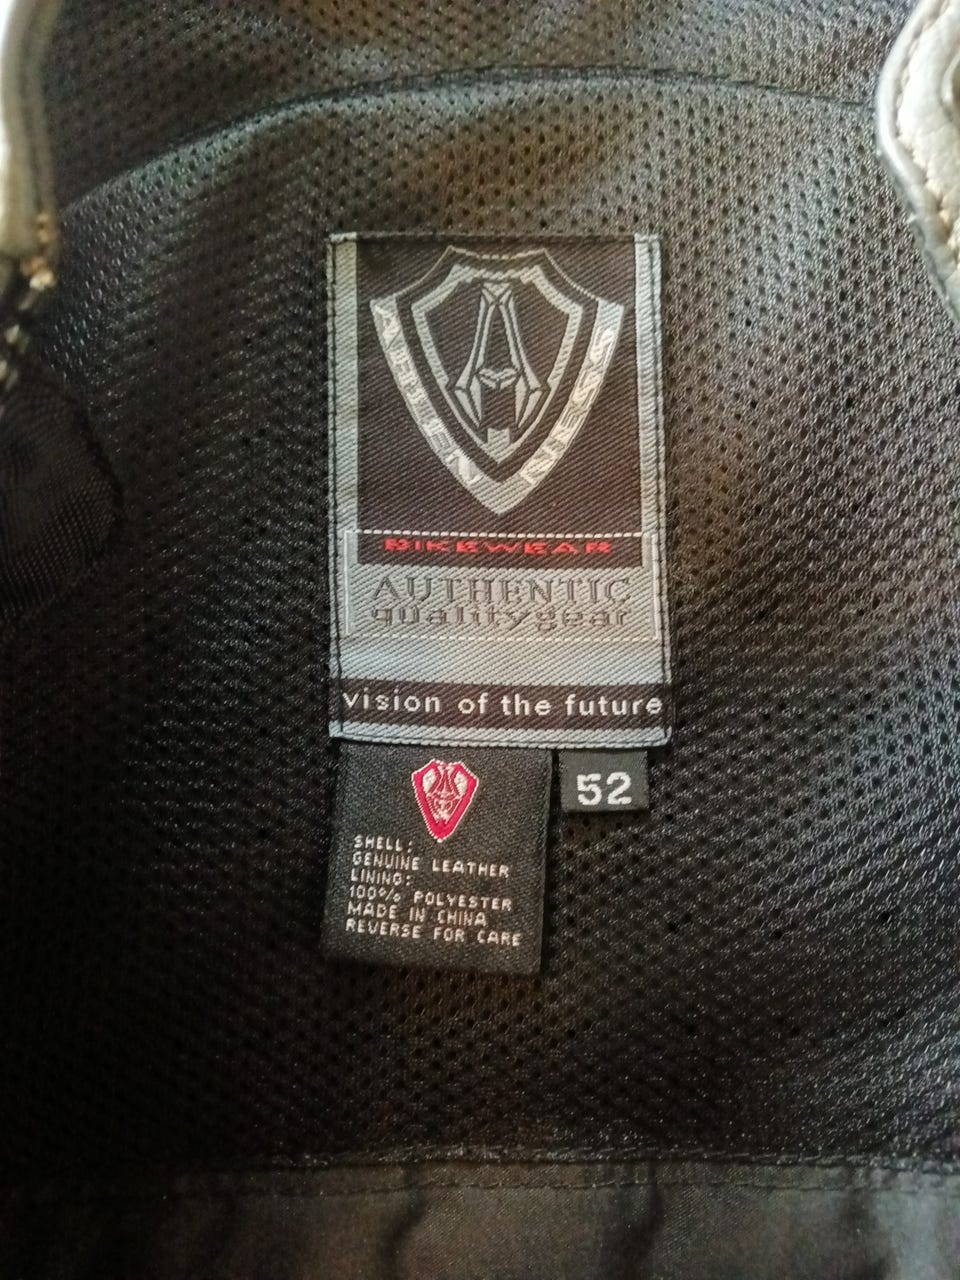 BIKEWEAR
AUTHENTIC
qualitygear
vision of the future
52
SHELL:
GENUINE LEATHER
LINING:
100% POLYESTER
MADE IN CHINA
REVERSE FOR CARE